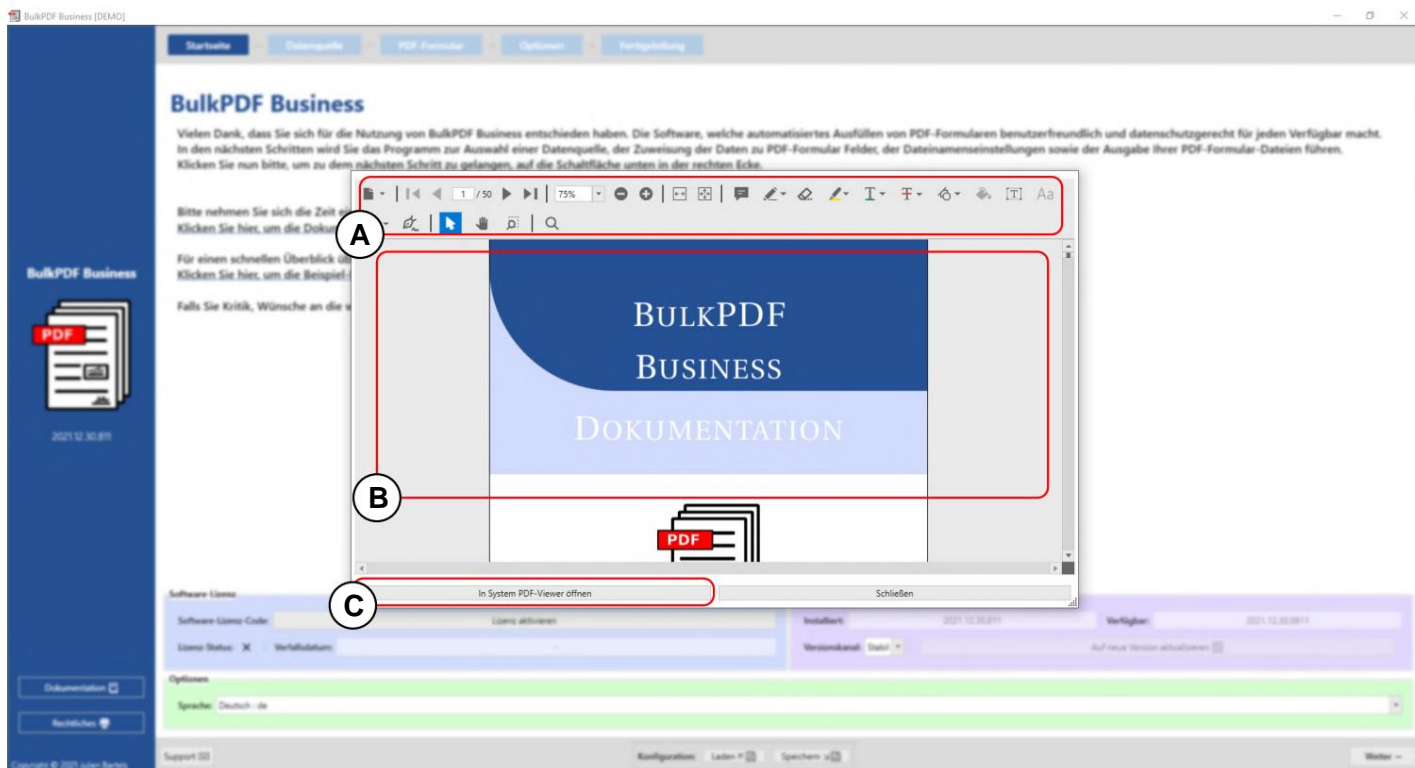 BulkPDF Business [DEMO]
Startseite
Datenquelle
PDF-Formular
Optionen
Fertigstellung
BulkPDF Business
Vielen Dank, dass Sie sich für die Nutzung von BulkPDF Business entschieden haben. Die Software, welche automatisiertes Ausfüllen von PDF-Formularen benutzerfreundlich und datenschutzgerecht für jeden Verfügbar macht.
In den nächsten Schritten wird Sie das Programm zur Auswahl einer Datenquelle, der Zuweisung der Daten zu PDF-Formular Felder, der Dateinameneinstellungen sowie der Ausgabe Ihrer PDF-Formular-Dateien führen.
Klicken Sie nun bitte, um zu dem nächsten Schritt zu gelangen, auf die Schaltfläche unten in der rechten Ecke.
1 / 50
75%
T
T
[T]
Aa
A
Bitte nehmen Sie sich die Zeit
Klicken Sie hier, um die
Für einen schnellen Überblick
Klicken Sie hier, um die Beispiel-
Falls Sie Kritik, Wünsche an die
BulkPDF Business
PDF
2021.12.30.811
BULKPDF
BUSINESS
DOKUMENTATION
B
PDF
C
In System PDF-Viewer öffnen
Schließen
Software-Lizenz
Software-Lizenz-Code:
Lizenz aktivieren
Installiert:
2021.12.30.811
Verfügbar:
2021.12.30.0811
Lizenz-Status: X
Verfallsdatum:
-
Versionskanal:
Stabil
Auf neue Version aktualisieren
Optionen
Sprache: Deutsch - de
Dokumentation
Rechtliches
Copyright © 2021 Julian Bartels
Support
Konfiguration:
Laden
Speichern
Weiter